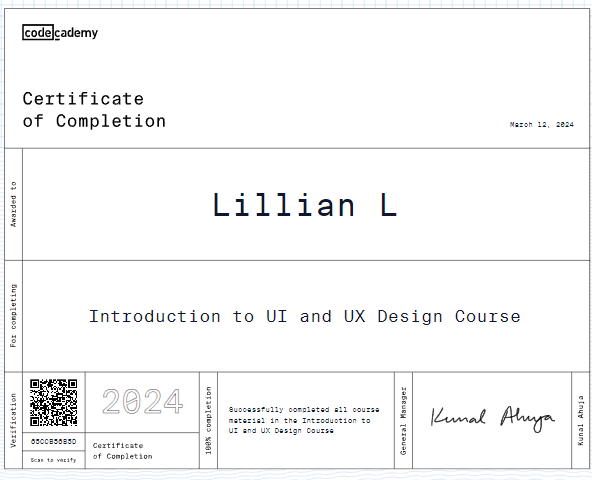 codecademy
Certificate
of Completion
March 12, 2024
Awarded to
Lillian L
For completing
Introduction to UI and UX Design Course
Verification
Scan to verify
2024
Certificate
of Completion
100% completion
Successfully completed all course
material in the Introduction to
UI and UX Design Course
General Manager
Kunal Ahuja
Kunal Ahuja